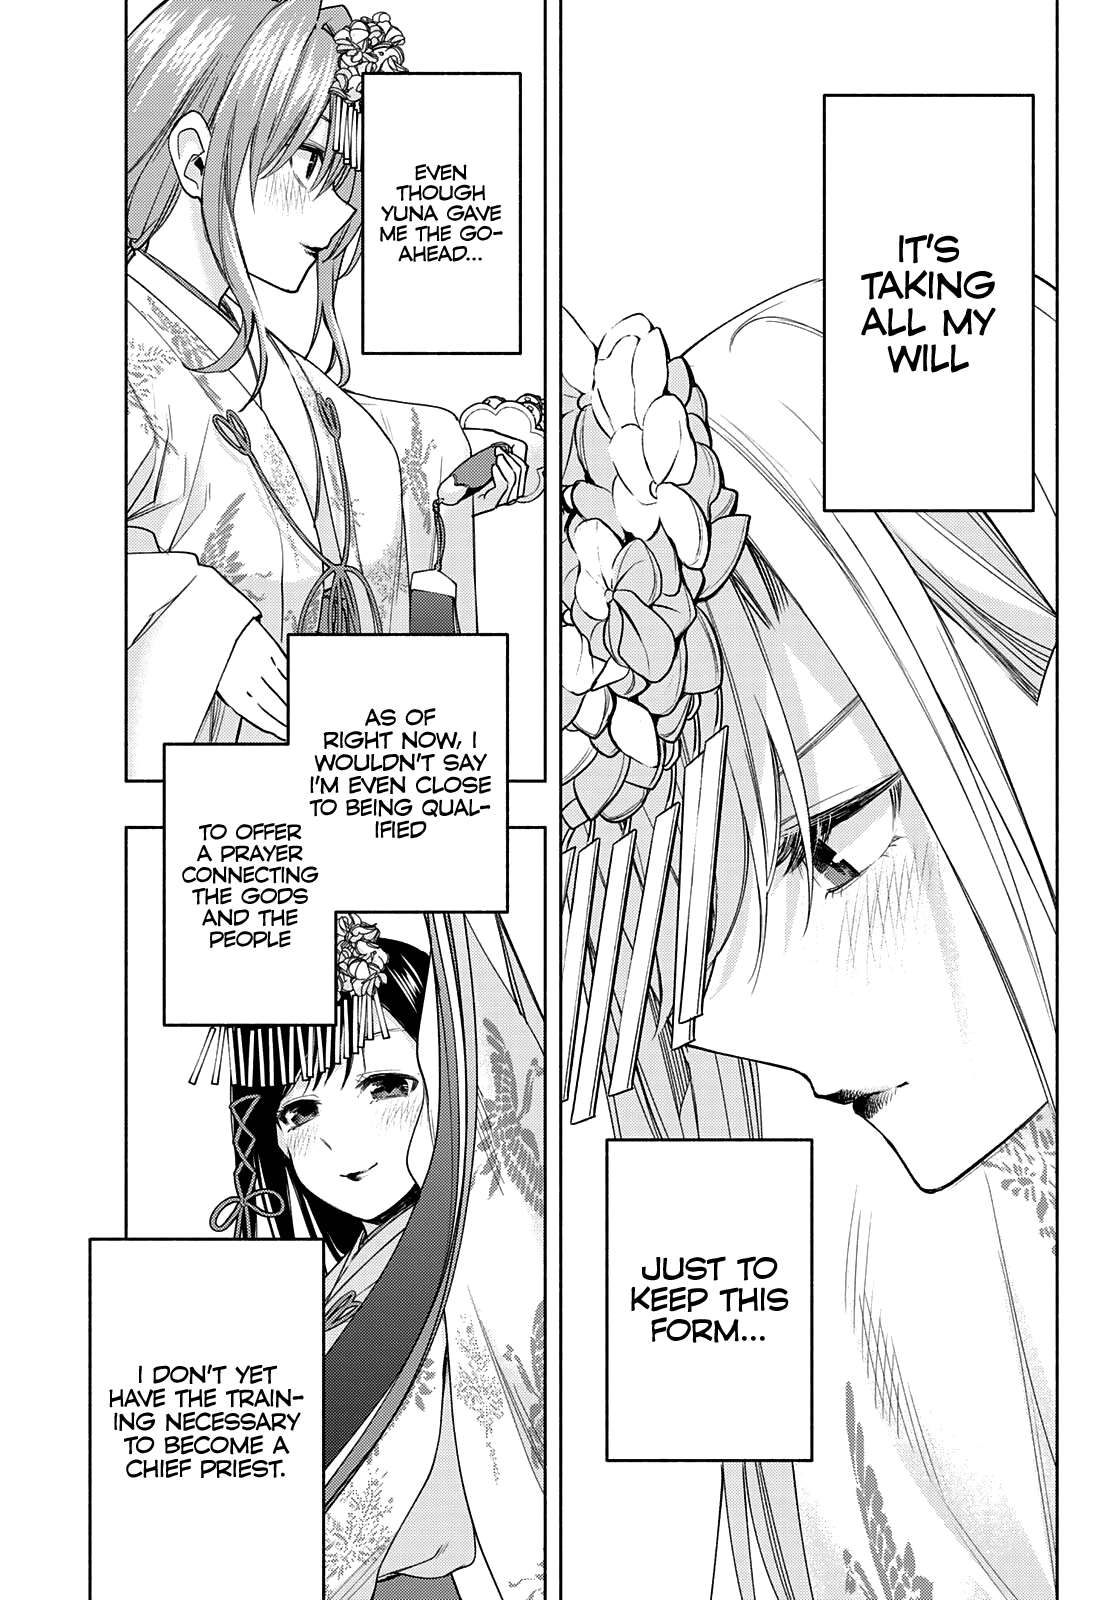 IT'S
TAKING
ALL MY
WILL
JUST TO
KEEP THIS
FORM...
EVEN
THOUGH
YUNA GAVE
ME THE GO-
AHEAD...
AS OF
RIGHT NOW, I
WOULDN'T SAY
I'M EVEN CLOSE
TO BEING QUAL-
IFIED
TO OFFER
A PRAYER
CONNECTING
THE GODS
AND THE
PEOPLE
I DON'T YET
HAVE THE TRAIN-
ING NECESSARY
TO BECOME A
CHIEF PRIEST.